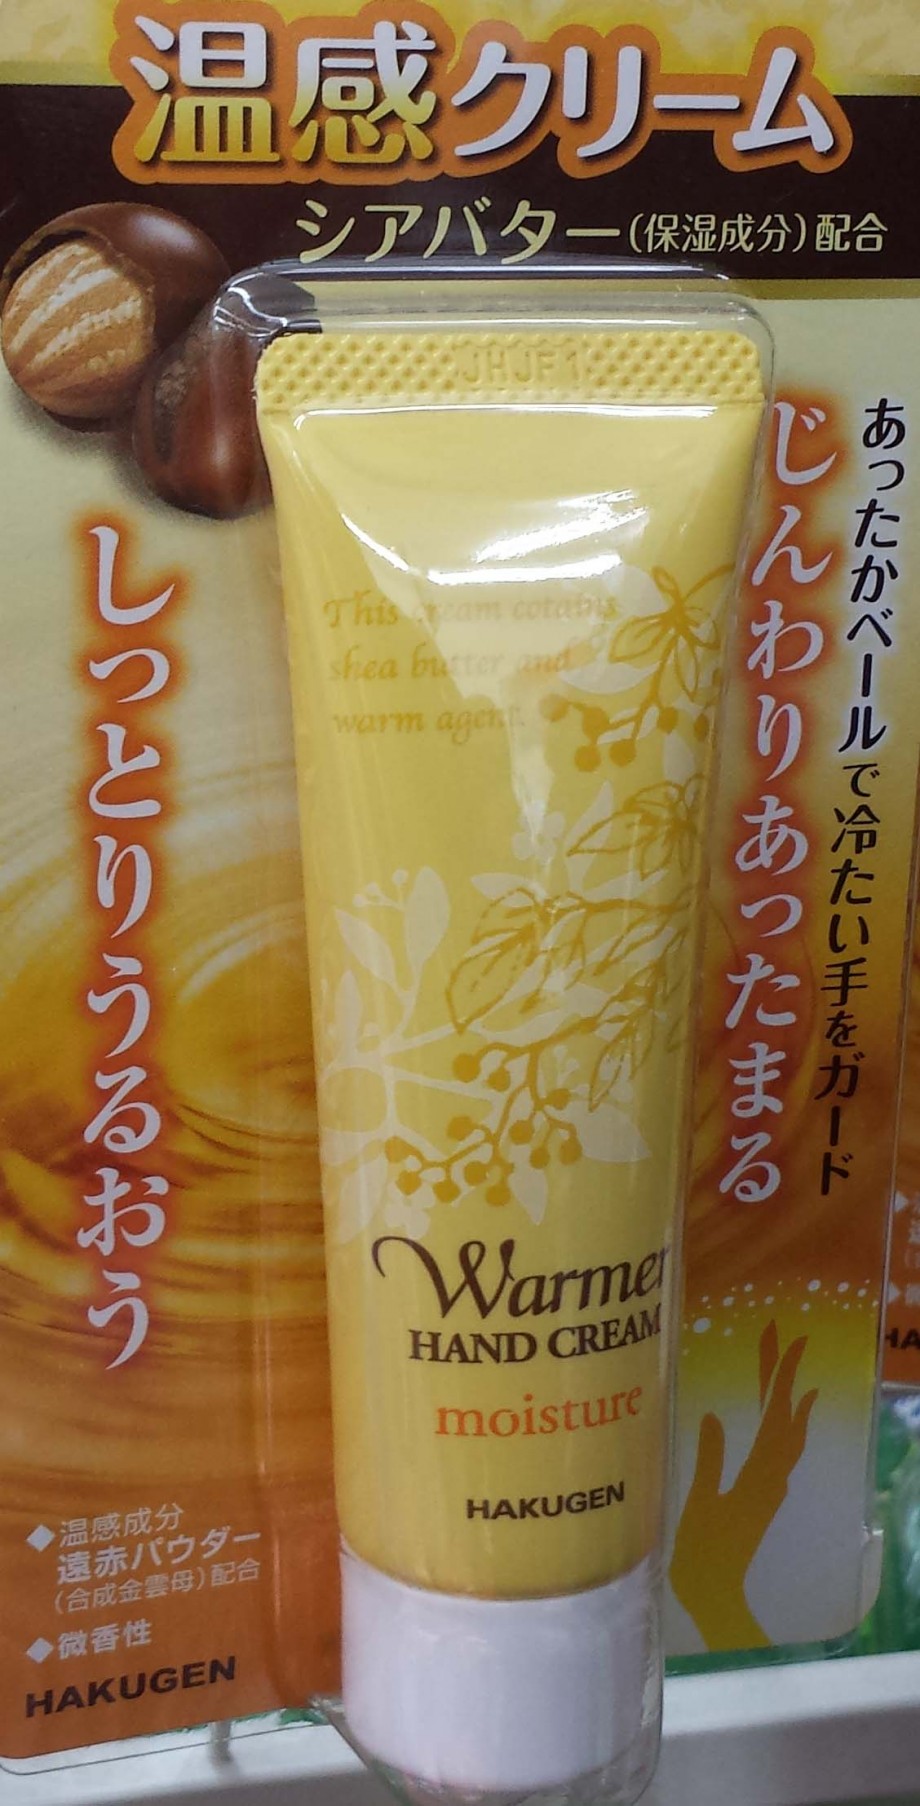 温感クリーム
シアバター(保湿成分)配合
あったかベールで冷たい手をガード
じんわりあったまる
しっとりうるおう
JHJF1
This cream cotains
shea butter and
warm agent.
Warmer
HAND CREAM
moisture
HAKUGEN
◆温感成分
遠赤パウダー
(合成金雲母)配合
◆微香性
HAKUGEN
HA